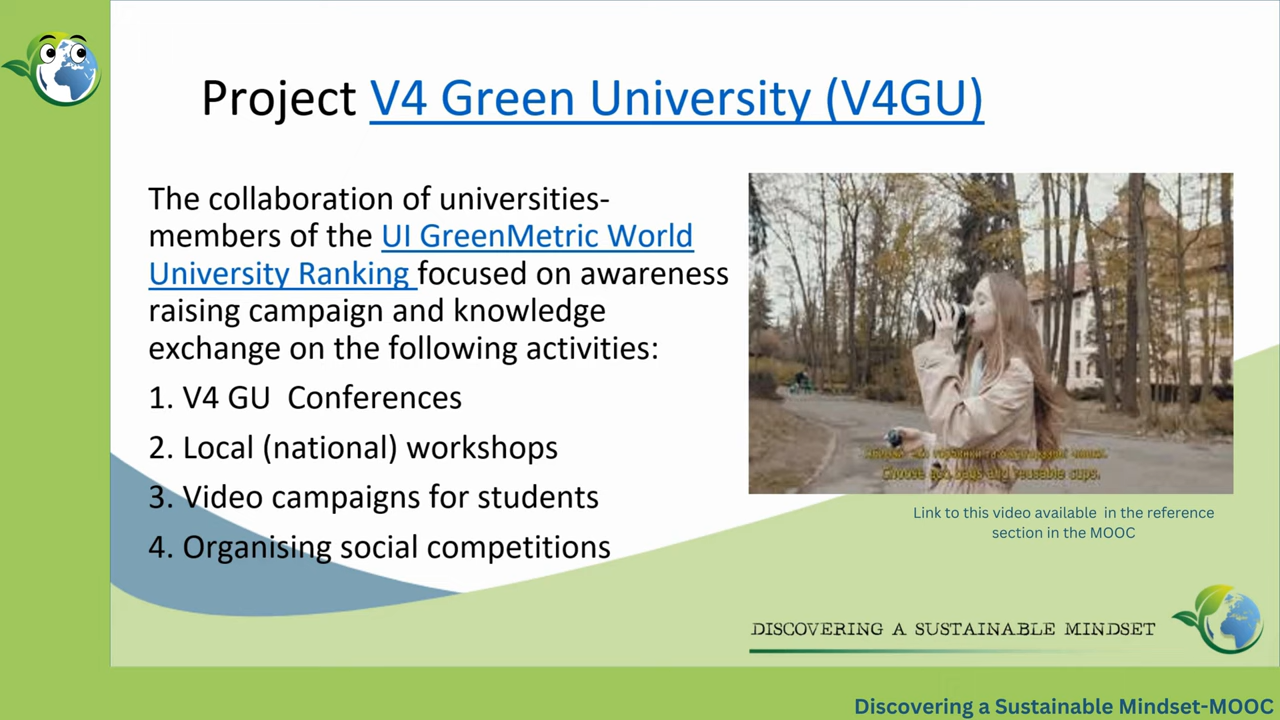 Project V4 Green University (V4GU)
The collaboration of universities-
members of the UI GreenMetric World
University Ranking focused on awareness
raising campaign and knowledge
exchange on the following activities:
1. V4 GU Conferences
2. Local (national) workshops
3. Video campaigns for students
4. Organising social competitions
Choose eco bags and reusable cups.
Link to this video available in the reference
section in the MOOC
DISCOVERING A SUSTAINABLE MINDSET
Discovering a Sustainable Mindset-MOOC